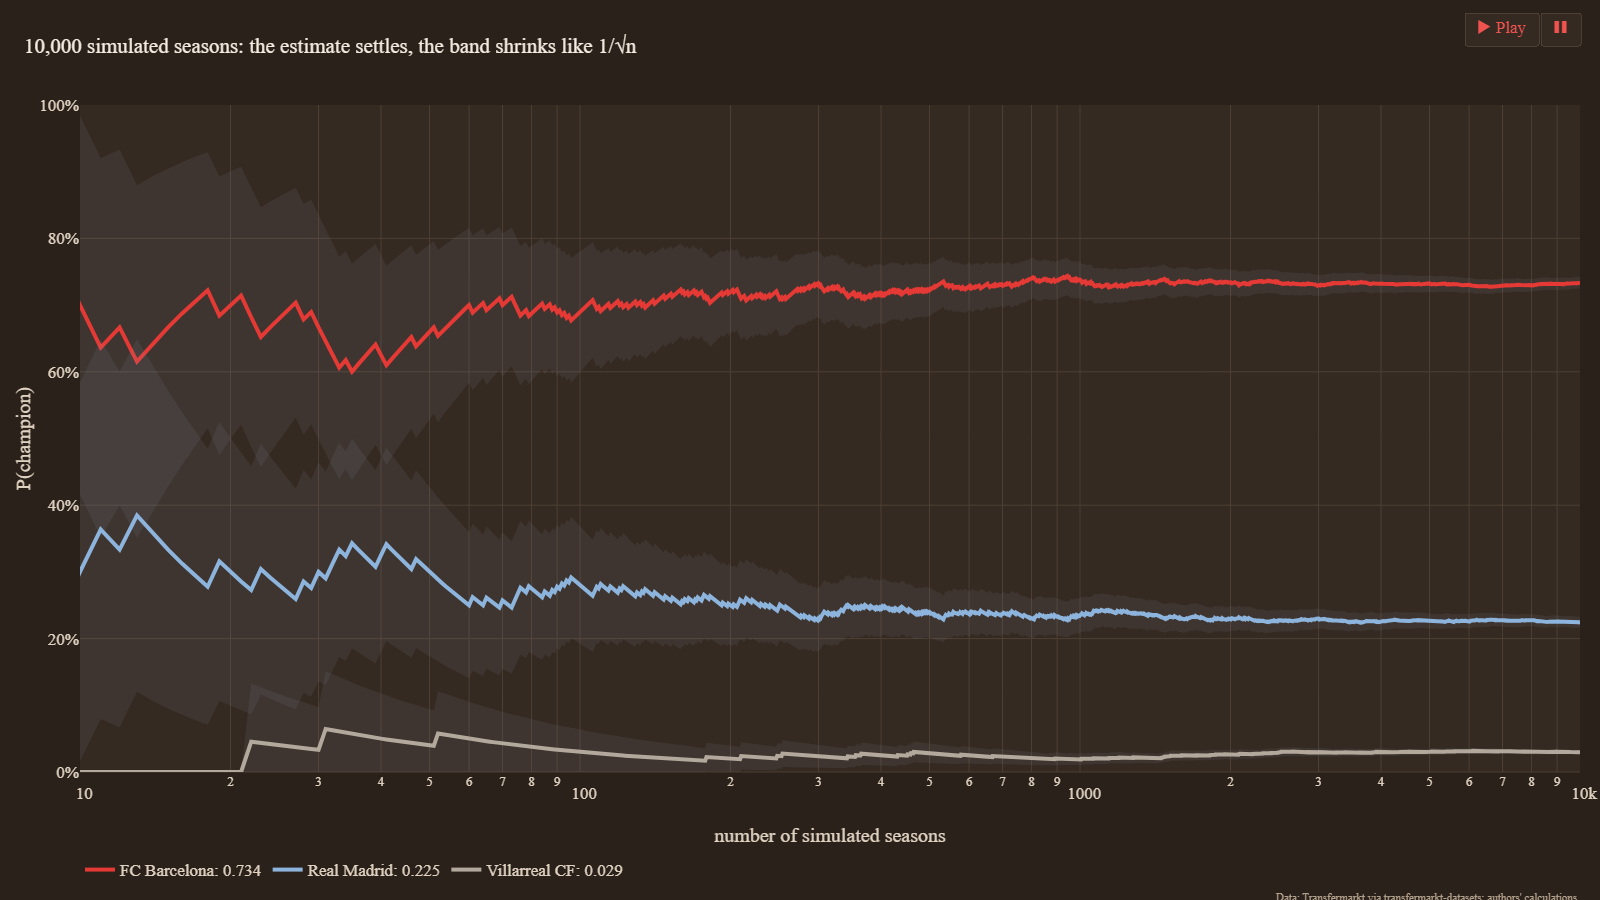 10,000 simulated seasons: the estimate settles, the band shrinks like 1/√n
Play
100%
80%
60%
40%
20%
0%
P(champion)
2 3 4 5 6 7 8 9 2 3 4 5 6 7 8 9 2 3 4 5 6 7 8 9
10 100 1000 10k
number of simulated seasons
FC Barcelona: 0.734 Real Madrid: 0.225 Villarreal CF: 0.029
Data: Transfermarkt via transfermarkt-datasets; authors' calculations.